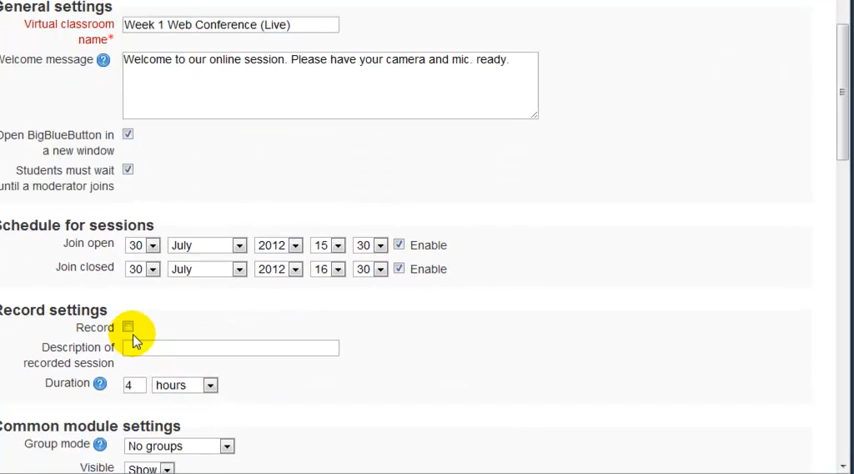 General settings
Virtual classroom name* Week 1 Web Conference (Live)
Welcome message Welcome to our online session. Please have your camera and mic. ready.
Open BigBlueButton in a new window
Students must wait until a moderator joins
Schedule for sessions
Join open 30 July 2012 15 30 Enable
Join closed 30 July 2012 16 30 Enable
Record settings
Record
Description of recorded session
Duration 4 hours
Common module settings
Group mode No groups
Visible Show